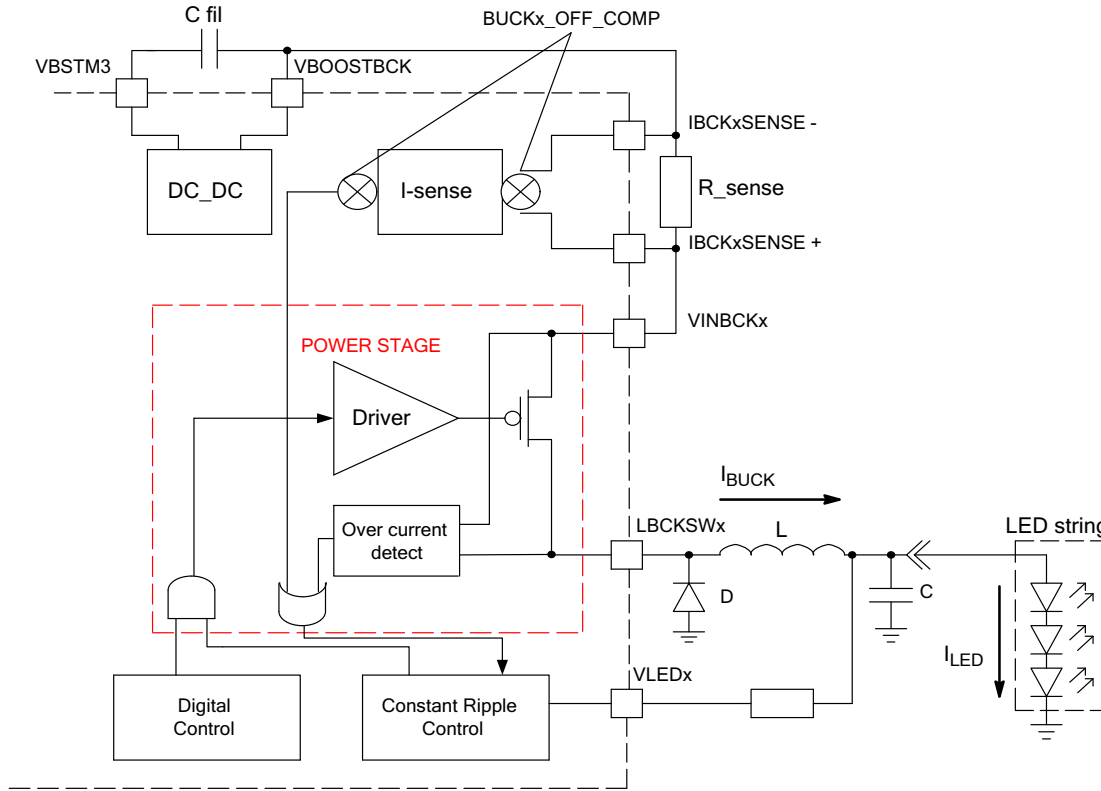 C fil
BUCKx_OFF_COMP
VBSTM3
VBOOSTBCK
IBCKxSENSE -
DC_DC
I-sense
R_sense
IBCKxSENSE +
VINBCKx
POWER STAGE
Driver
IBUCK
LBCKSWx
L
LED string
Over current
detect
D
C
ILED
VLEDx
Digital
Control
Constant Ripple
Control